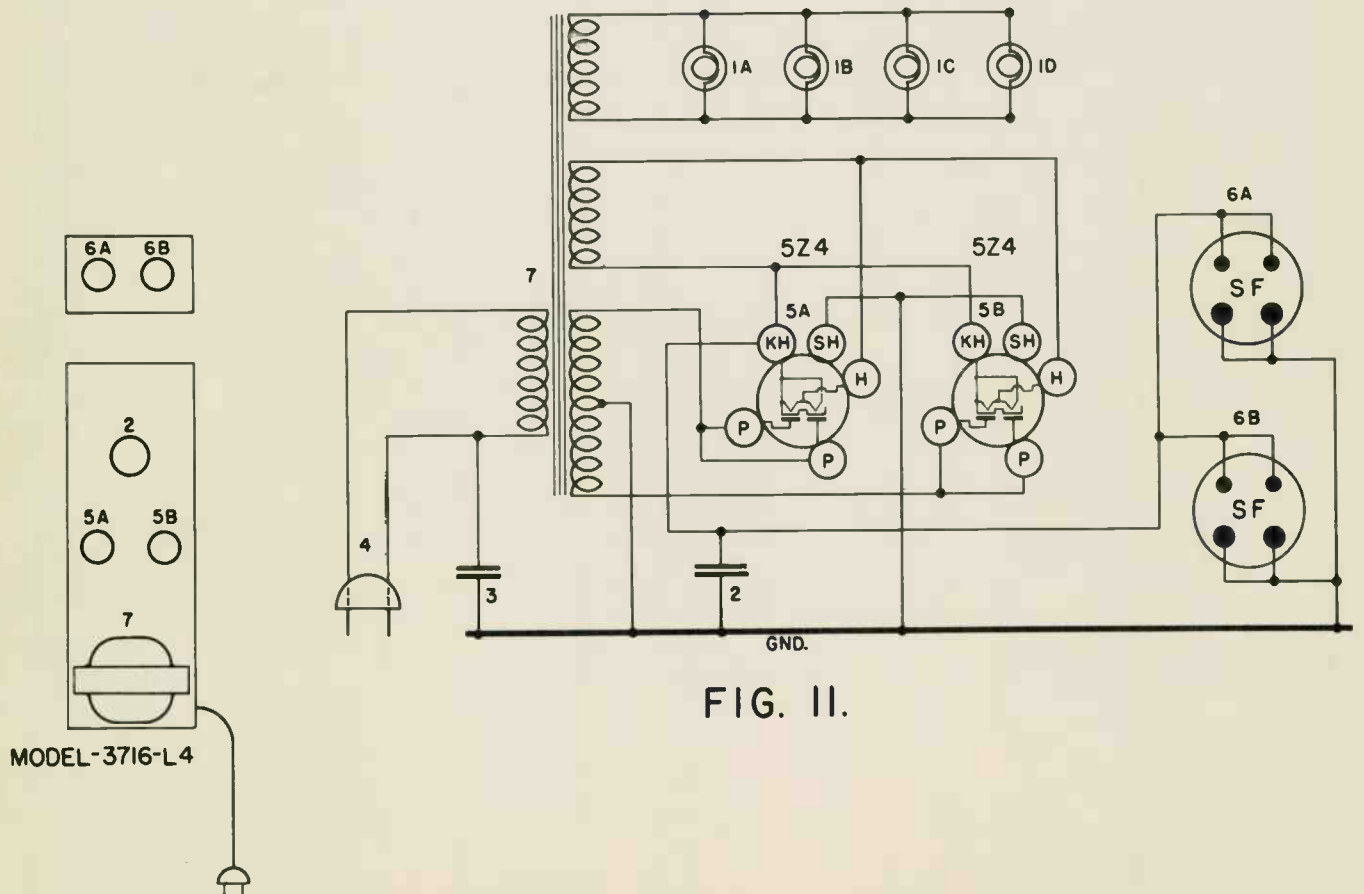 1A 1B 1C 1D
6A 6B
2
5A 5B
7
MODEL-3716-L4
7
5Z4 5Z4
5A 5B
KH SH KH SH
H H
P P
P P
4
3
2
GND.
6A
SF
6B
SF
FIG. 11.